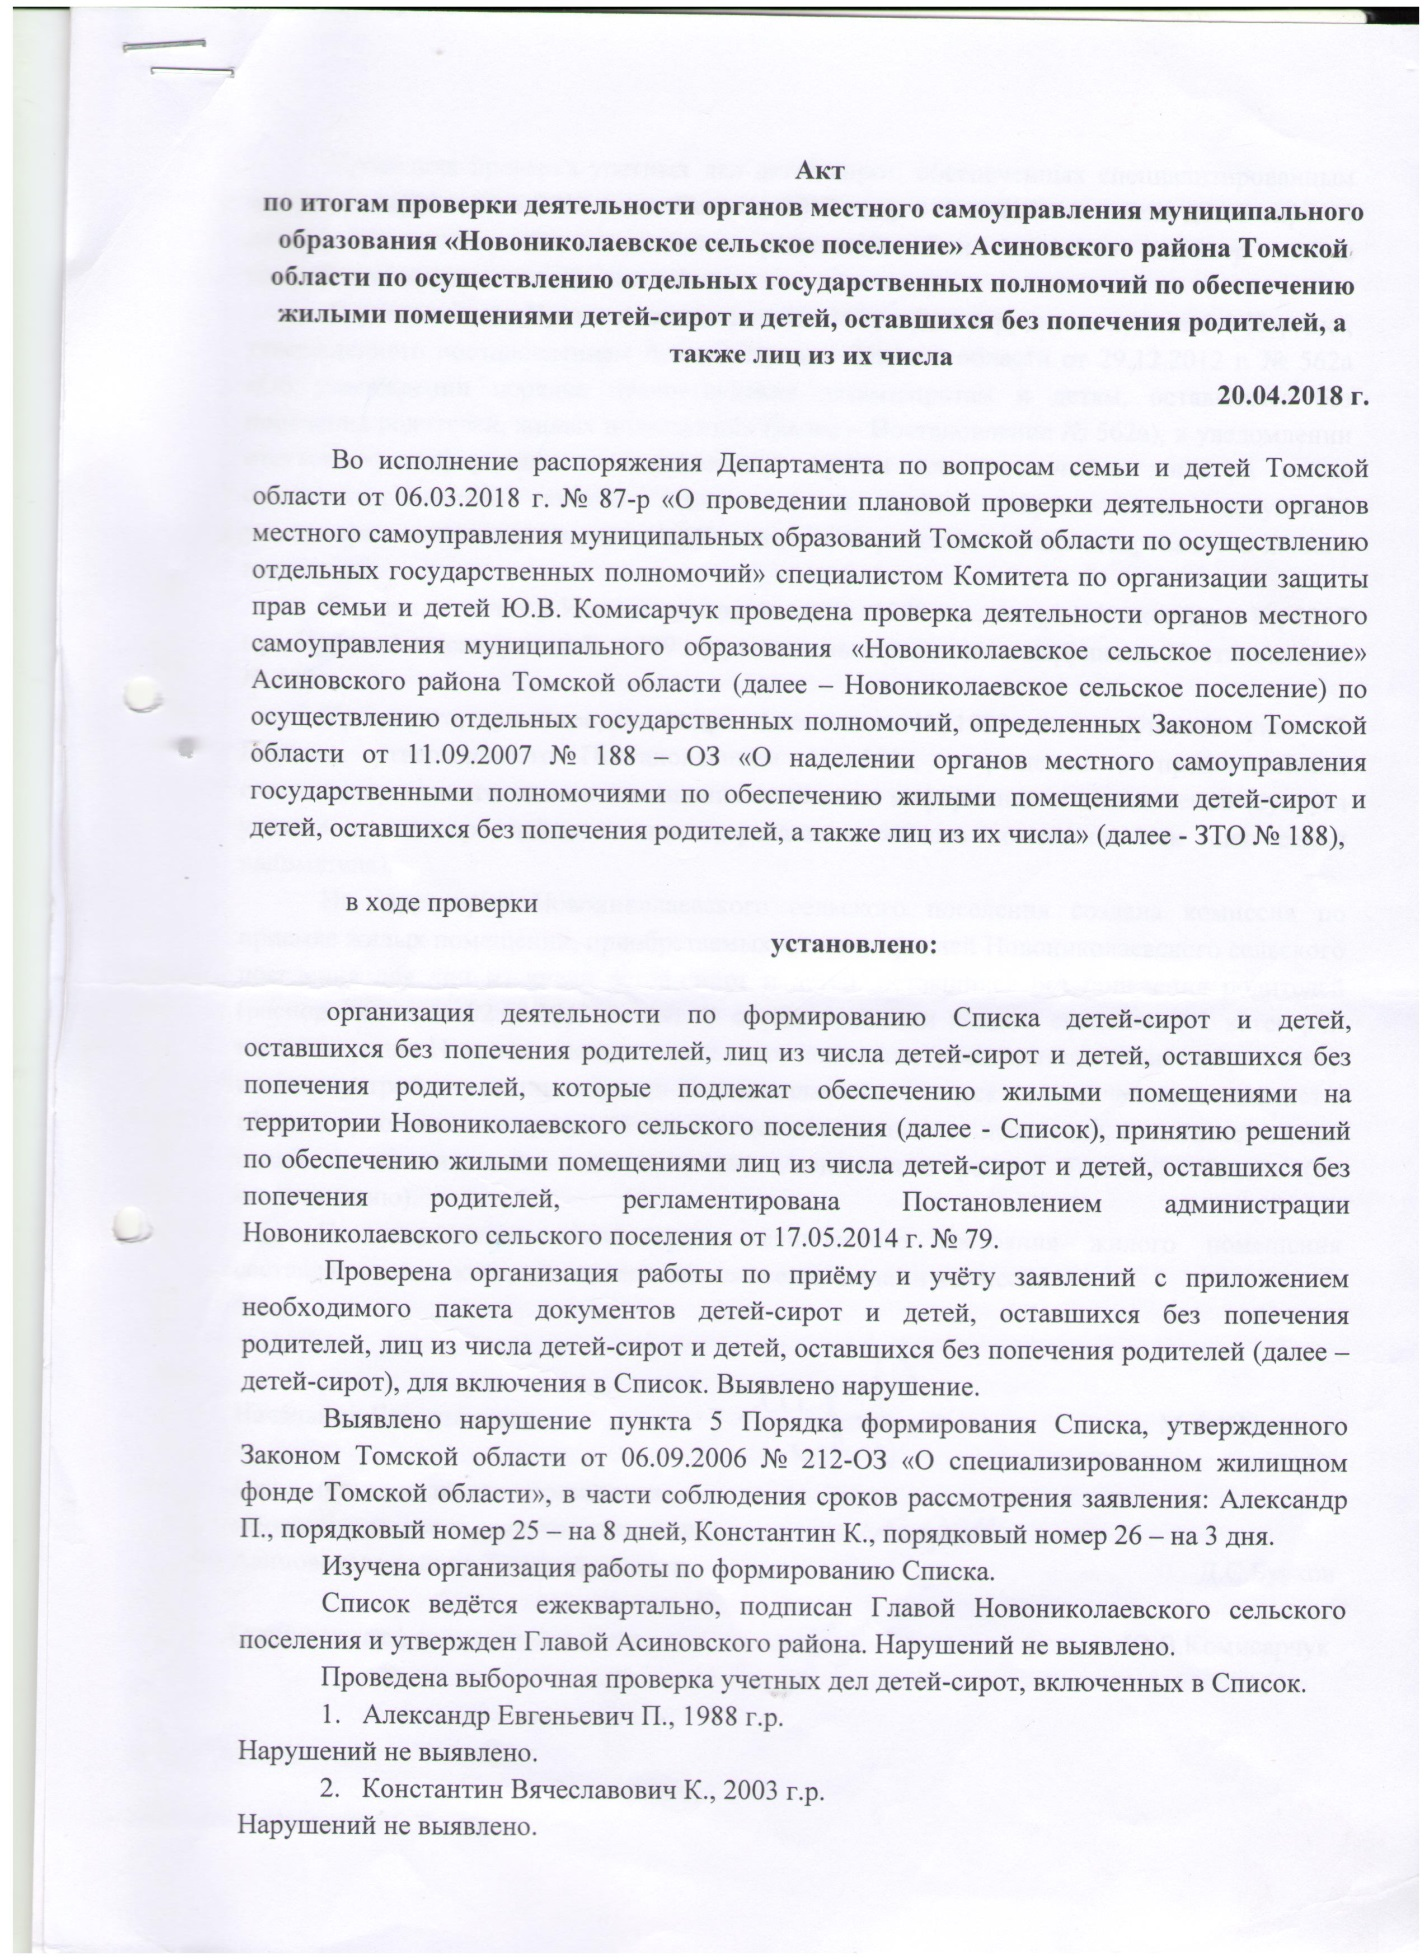 Акт
по итогам проверки деятельности органов местного самоуправления муниципального
образования «Новониколаевское сельское поселение» Асиновского района Томской
области по осуществлению отдельных государственных полномочий по обеспечению
жилыми помещениями детей-сирот и детей, оставшихся без попечения родителей, а
также лиц из их числа
20.04.2018 г.
Во исполнение распоряжения Департамента по вопросам семьи и детей Томской
области от 06.03.2018 г. № 87-р «О проведении плановой проверки деятельности органов
местного самоуправления муниципальных образований Томской области по осуществлению
отдельных государственных полномочий» специалистом Комитета по организации защиты
прав семьи и детей Ю.В. Комисарчук проведена проверка деятельности органов местного
самоуправления муниципального образования «Новониколаевское сельское поселение»
Асиновского района Томской области (далее – Новониколаевское сельское поселение) по
осуществлению отдельных государственных полномочий, определенных Законом Томской
области от 11.09.2007 № 188 – ОЗ «О наделении органов местного самоуправления
государственными полномочиями по обеспечению жилыми помещениями детей-сирот и
детей, оставшихся без попечения родителей, а также лиц из их числа» (далее - ЗТО № 188),
в ходе проверки
установлено:
организация деятельности по формированию Списка детей-сирот и детей,
оставшихся без попечения родителей, лиц из числа детей-сирот и детей, оставшихся без
попечения родителей, которые подлежат обеспечению жилыми помещениями на
территории Новониколаевского сельского поселения (далее - Список), принятию решений
по обеспечению жилыми помещениями лиц из числа детей-сирот и детей, оставшихся без
попечения родителей, регламентирована Постановлением администрации
Новониколаевского сельского поселения от 17.05.2014 г. № 79.
Проверена организация работы по приёму и учёту заявлений с приложением
необходимого пакета документов детей-сирот и детей, оставшихся без попечения
родителей, лиц из числа детей-сирот и детей, оставшихся без попечения родителей (далее –
детей-сирот), для включения в Список. Выявлено нарушение.
Выявлено нарушение пункта 5 Порядка формирования Списка, утвержденного
Законом Томской области от 06.09.2006 № 212-ОЗ «О специализированном жилищном
фонде Томской области», в части соблюдения сроков рассмотрения заявления: Александр
П., порядковый номер 25 – на 8 дней, Константин К., порядковый номер 26 – на 3 дня.
Изучена организация работы по формированию Списка.
Список ведётся ежеквартально, подписан Главой Новониколаевского сельского
поселения и утвержден Главой Асиновского района. Нарушений не выявлено.
Проведена выборочная проверка учетных дел детей-сирот, включенных в Список.
1. Александр Евгеньевич П., 1988 г.р.
Нарушений не выявлено.
2. Константин Вячеславович К., 2003 г.р.
Нарушений не выявлено.